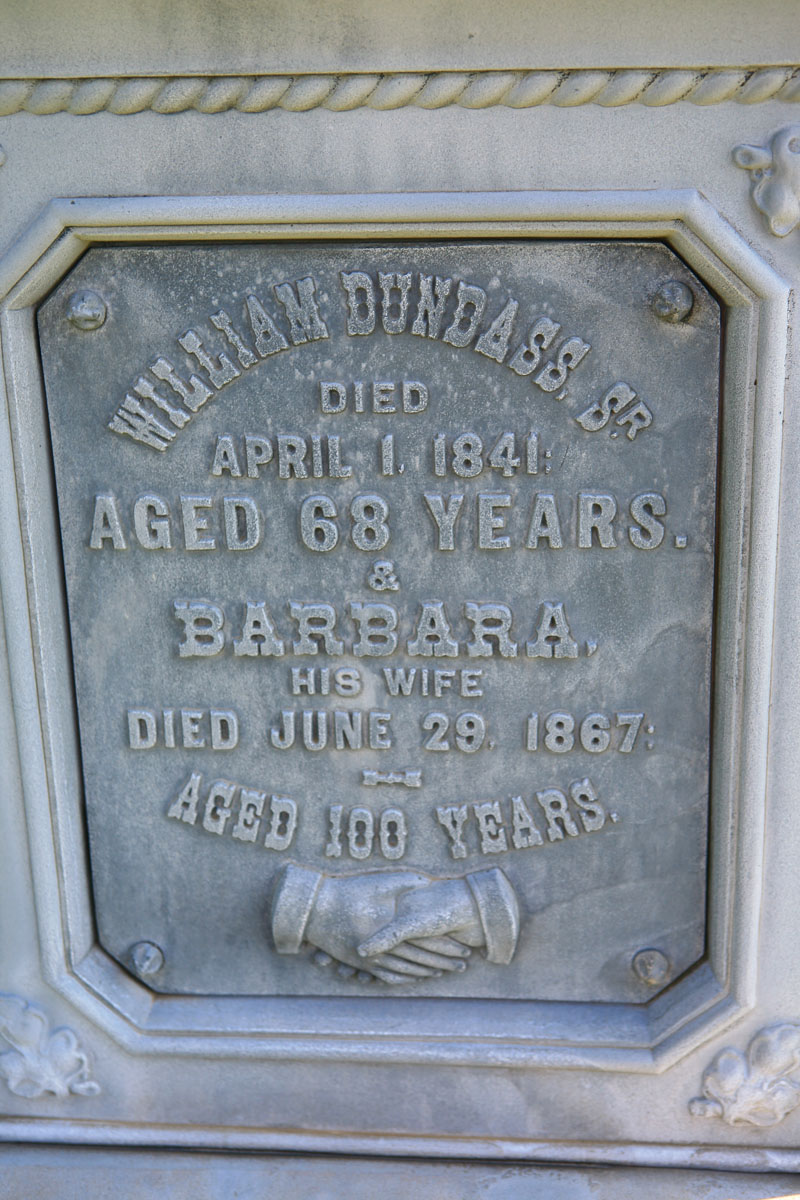 WILLIAM DUNDASS, SR
DIED
APRIL 1, 1841:
AGED 68 YEARS.
&
BARBARA,
HIS WIFE
DIED JUNE 29, 1867:
AGED 100 YEARS.